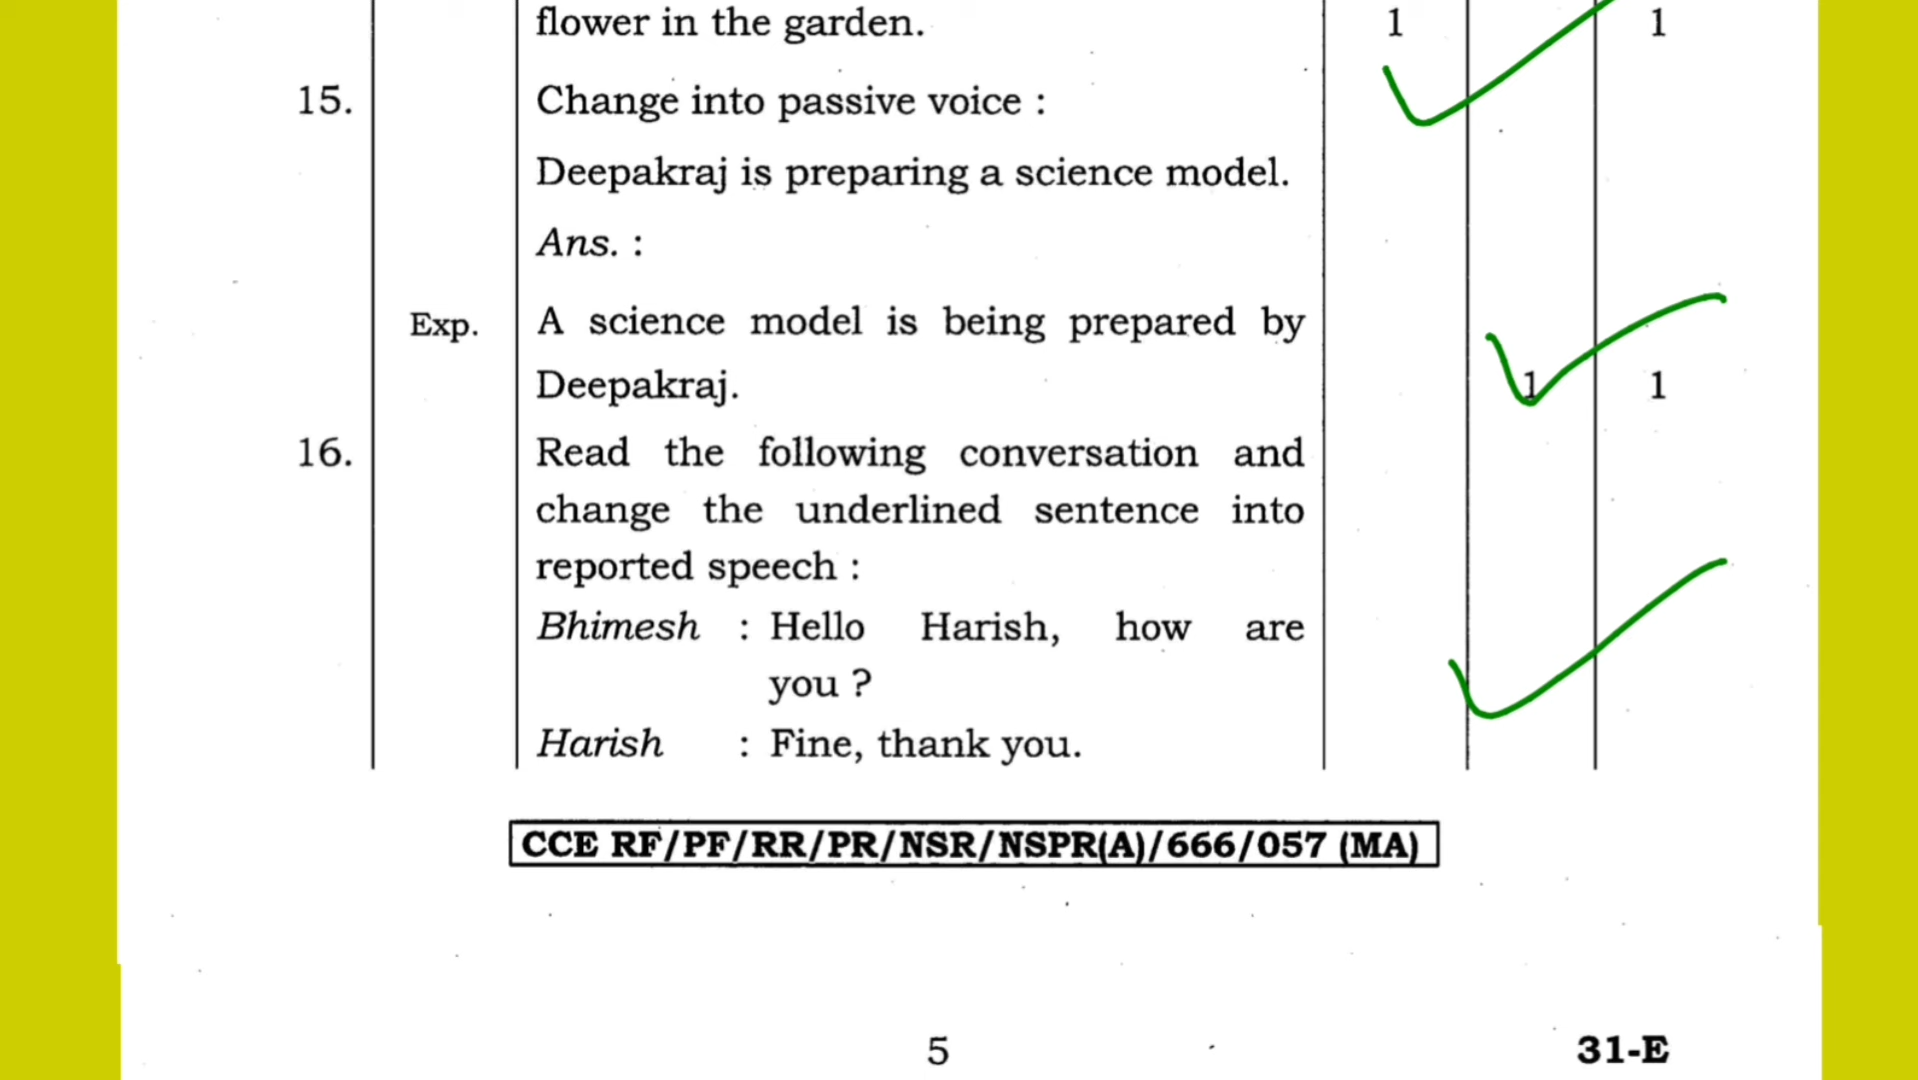 flower in the garden. 1 1
15. Change into passive voice :
Deepakraj is preparing a science model.
Ans. :
Exp. A science model is being prepared by
Deepakraj. 1 1
16. Read the following conversation and
change the underlined sentence into
reported speech :
Bhimesh : Hello Harish, how are
you ?
Harish : Fine, thank you.
CCE RF/PF/RR/PR/NSR/NSPR(A)/666/057 (MA)
5 31-E